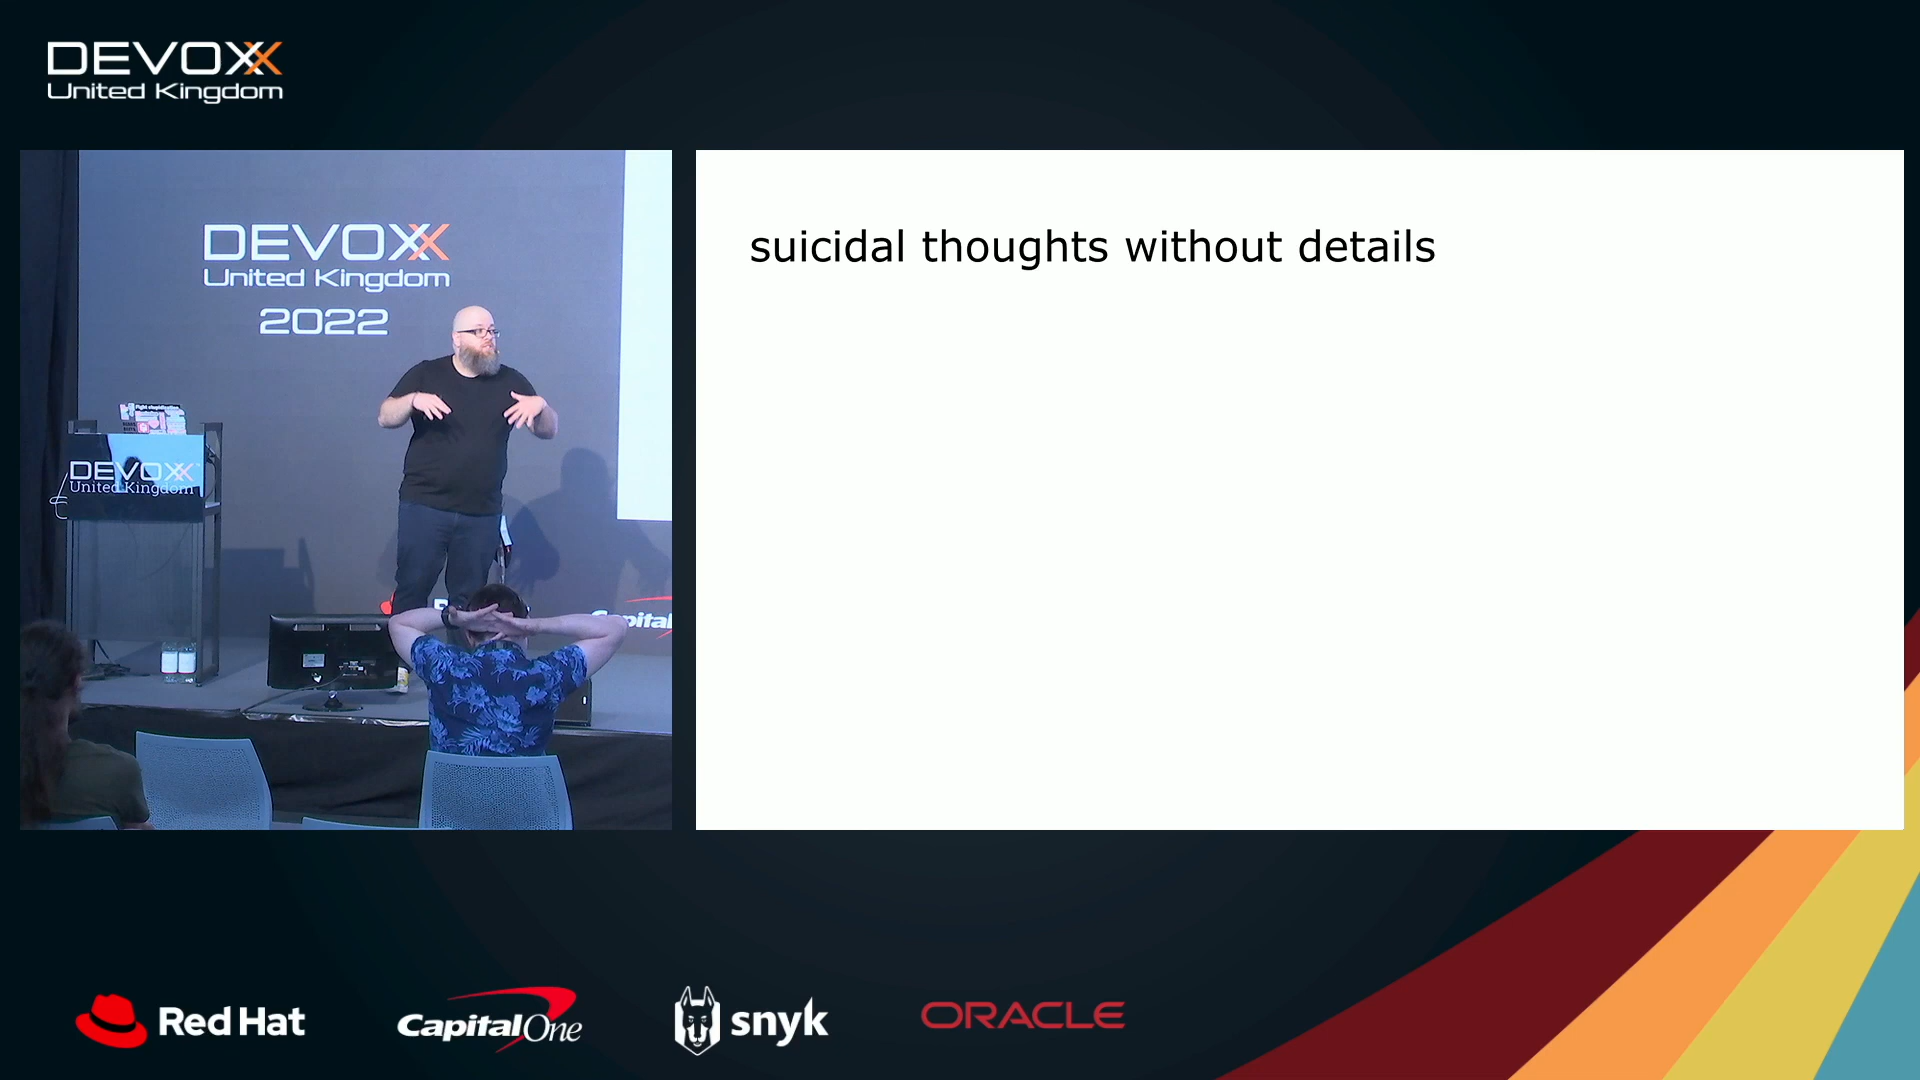 DEVOXX
United Kingdom
DEVOXX
United Kingdom
2022
suicidal thoughts without details
DEVOXX
United Kingdom
Red Hat
Capital One
snyk
ORACLE